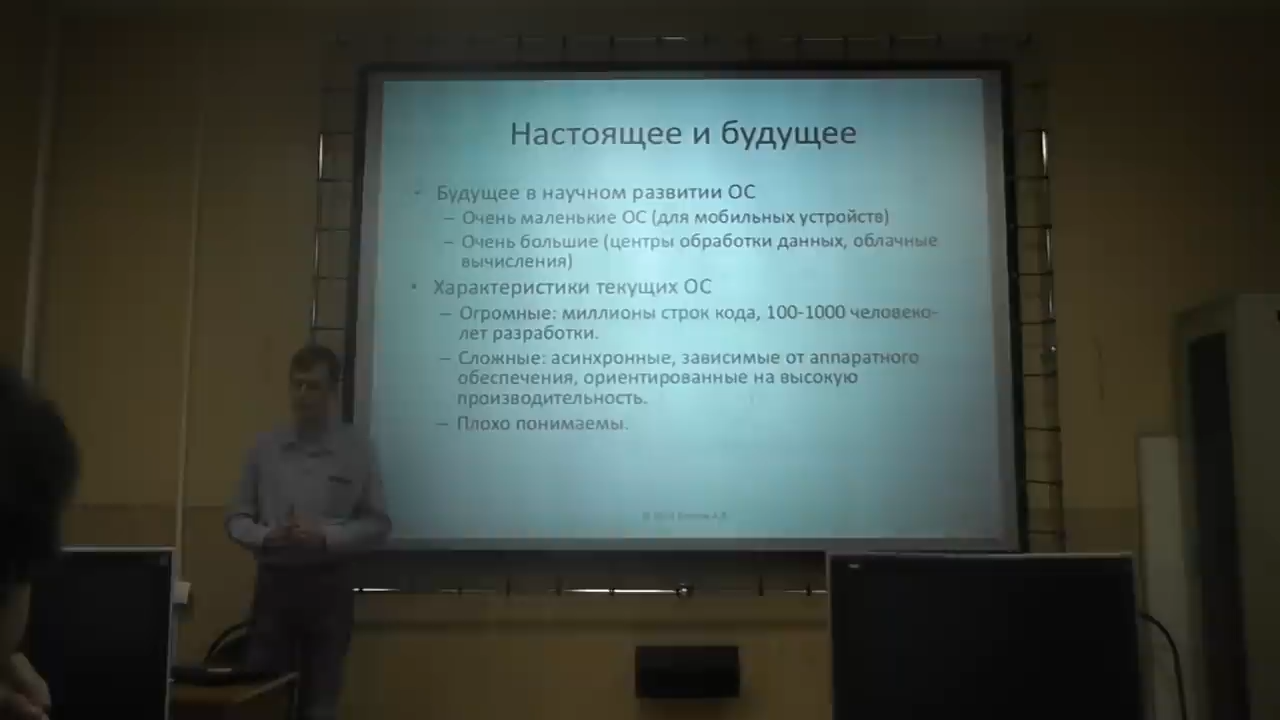 Настоящее и будущее
• Будущее в научном развитии ОС
– Очень маленькие ОС (для мобильных устройств)
– Очень большие (центры обработки данных, облачные
вычисления)
• Характеристики текущих ОС
– Огромные: миллионы строк кода, 100-1000 человеко-
лет разработки.
– Сложные: асинхронные, зависимые от аппаратного
обеспечения, ориентированные на высокую
производительность.
– Плохо понимаемы.